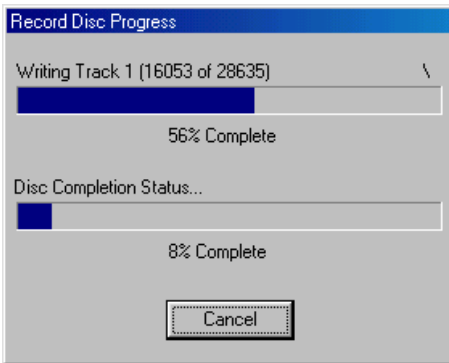 Record Disc Progress
Writing Track 1 (16053 of 28635) \
56% Complete
Disc Completion Status...
8% Complete
Cancel